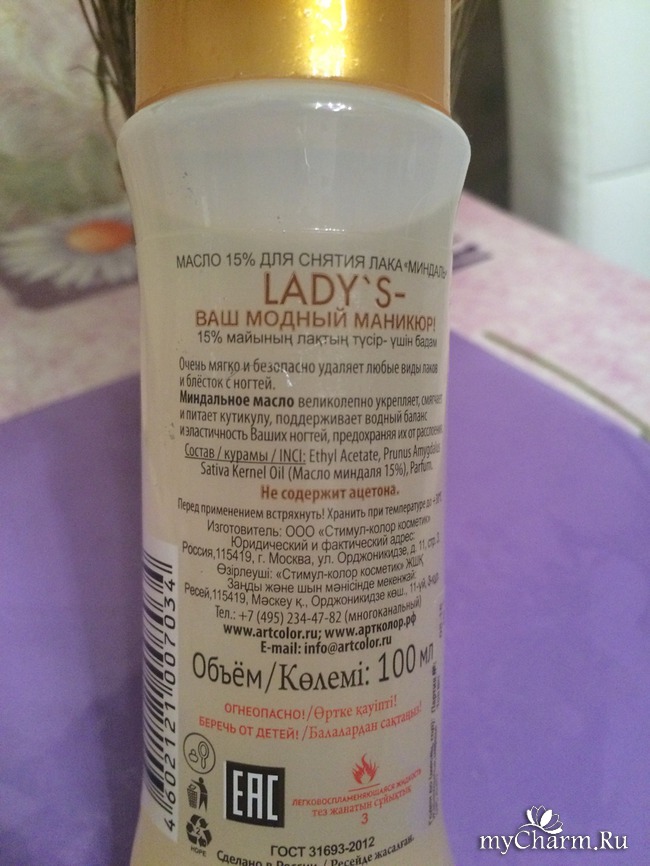 МАСЛО 15% ДЛЯ СНЯТИЯ ЛАКА «МИНДАЛЬ»
LADY`S-
ВАШ МОДНЫЙ МАНИКЮР!
15% майының лақтың түсір- үшін бадам
Очень мягко и безопасно удаляет любые виды лаков
и блёсток с ногтей.
Миндальное масло великолепно укрепляет, смягчает
и питает кутикулу, поддерживает водный баланс
и эластичность Ваших ногтей, предохраняя их от расслоения
Состав / курамы / INCI: Ethyl Acetate, Prunus Amygdalus
Sativa Kernel Oil (Масло миндаля 15%), Parfum.
Не содержит ацетона.
Перед применением встряхнуть! Хранить при температуре до
Изготовитель: ООО «Стимул-колор косметик»
Юридический и фактический адрес:
Россия,115419, г. Москва, ул. Орджоникидзе, д. 11, стр.
Өзірлеуші: «Стимул-колор косметик» ЖШҚ
Заңды және шын мәнісінде мекенжай.
Ресей,115419, Мәскеу қ., Орджоникидзе көш., 11-үй,
Тел.: +7 (495) 234-47-82 (многоканальный)
www.artcolor.ru; www.артколор.рф
E-mail: info@artcolor.ru
Объём/Көлемі: 100 мл
ОГНЕОПАСНО!/Өртке қауіпті!
БЕРЕЧЬ ОТ ДЕТЕЙ!/Балалардан сақтаңыз!
4602121007034
EAC
ЛЕГКОВОСПЛАМЕНЯЮЩАЯСЯ ЖИДКОСТЬ
тез жанатын сұйықтық
3
2
HDPE
ГОСТ 31693-2012
Сделано в России / Ресейде жасалған.
myCharm.Ru